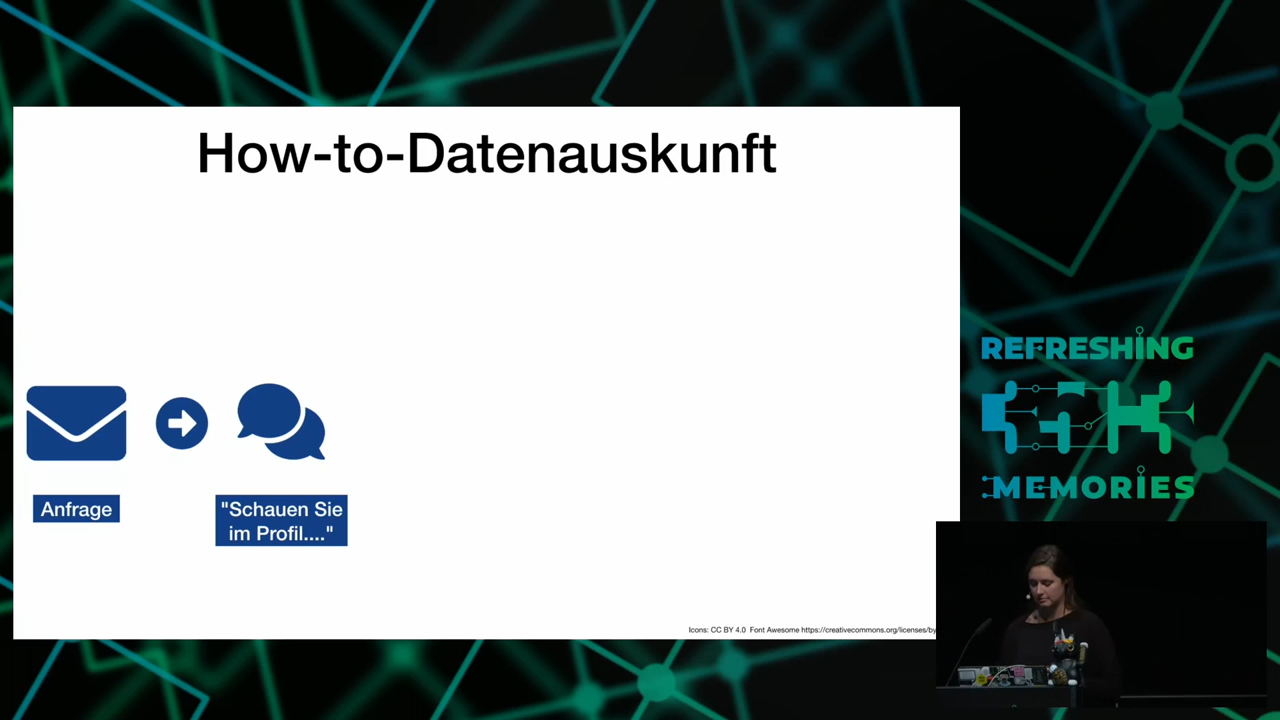 How-to-Datenauskunft
Anfrage
"Schauen Sie
im Profil...."
Icons: CC BY 4.0 Font Awesome https://creativecommons.org/licenses/by
REFRESHING
MEMORIES